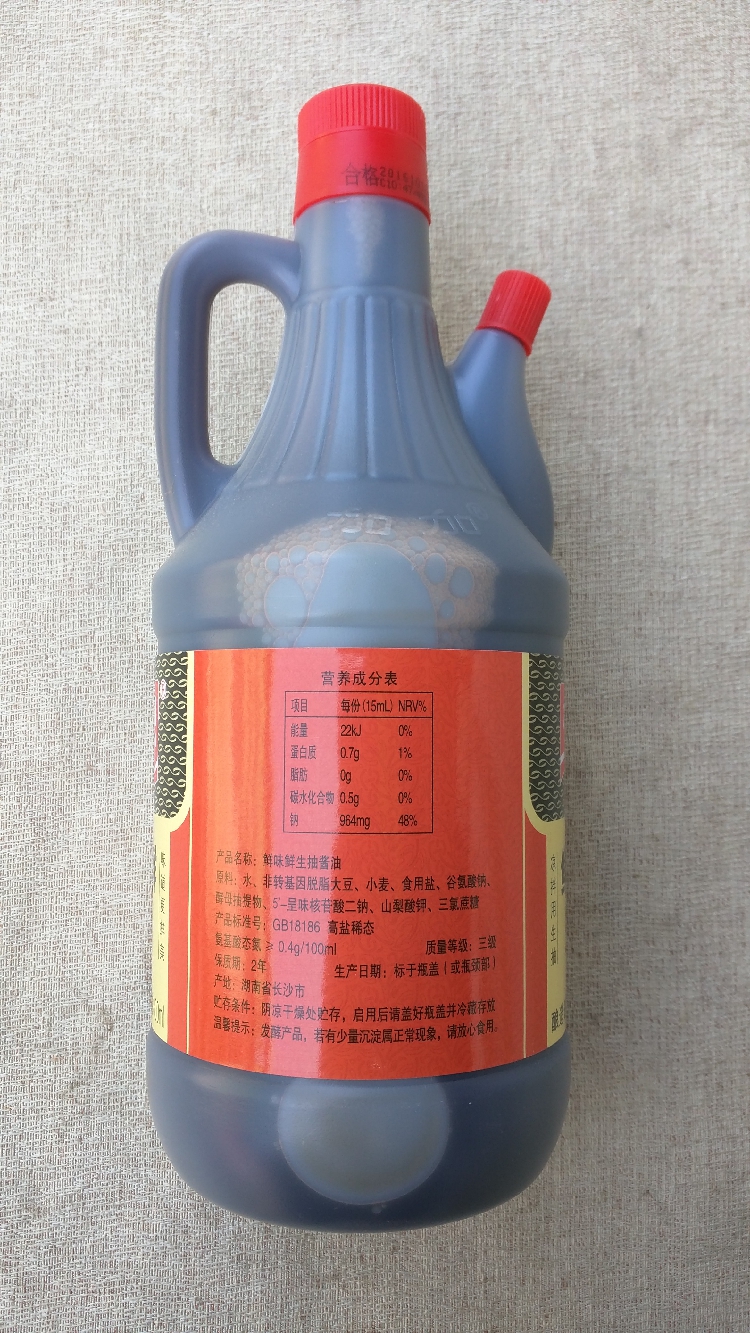 合格 2016
营养成分表
项目 每份(15mL) NRV%
能量 22kJ 0%
蛋白质 0.7g 1%
脂肪 0g 0%
碳水化合物 0.5g 0%
钠 964mg 48%
产品名称：鲜味鲜生抽酱油
原料：水、非转基因脱脂大豆、小麦、食用盐、谷氨酸钠、
酵母抽提物、5'-呈味核苷酸二钠、山梨酸钾、三氯蔗糖
产品标准号：GB18186 高盐稀态
氨基酸态氮 ≥ 0.4g/100ml 质量等级：三级
保质期：2年 生产日期：标于瓶盖（或瓶颈部）
产地：湖南省长沙市
贮存条件：阴凉干燥处贮存，启用后请盖好瓶盖并冷藏存放
温馨提示：发酵产品，若有少量沉淀属正常现象，请放心食用。
凉拌用生抽